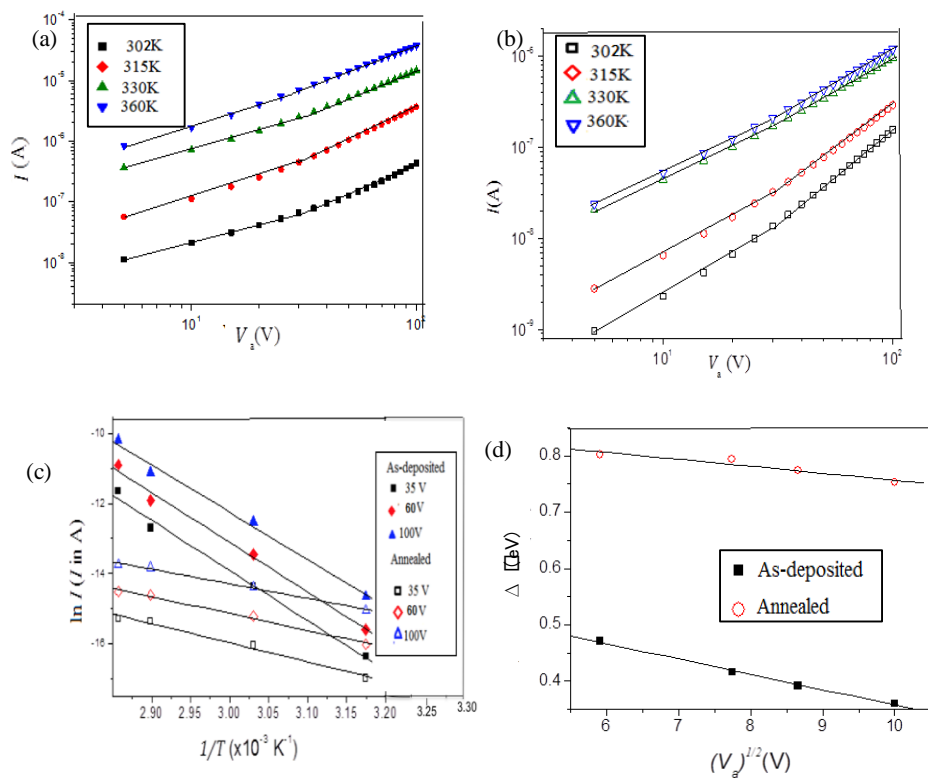 (a)
10⁻⁴
10⁻⁵
10⁻⁶
10⁻⁷
10⁻⁸
I (A)
302K
315K
330K
360K
10¹
10²
Vₐ(V)
(b)
10⁻⁶
10⁻⁷
10⁻⁸
10⁻⁹
I(A)
302K
315K
330K
360K
10¹
10²
Vₐ(V)
(c)
-10
-12
-14
-18
ln I (I in A)
As-deposited
35 V
60V
100V
Annealed
35 V
60 V
100V
2.90
2.95
3.00
3.05
3.10
3.15
3.20
3.30
1/T (x10⁻³ K⁻¹)
(d)
0.8
0.7
0.6
0.5
0.4
Δ eV)
As-deposited
Annealed
6
7
8
9
10
(Vₐ)¹/²(V)